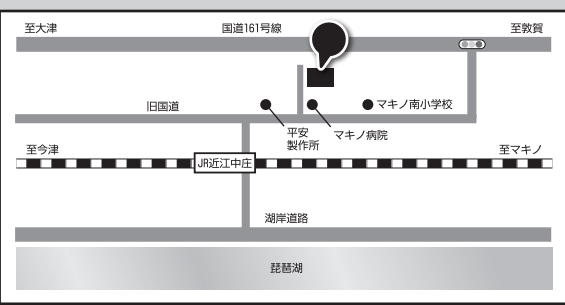 至大津
国道161号線
至敦賀
マキノ南小学校
旧国道
平安
製作所
マキノ病院
至今津
至マキノ
JR近江中庄
湖岸道路
琵琶湖